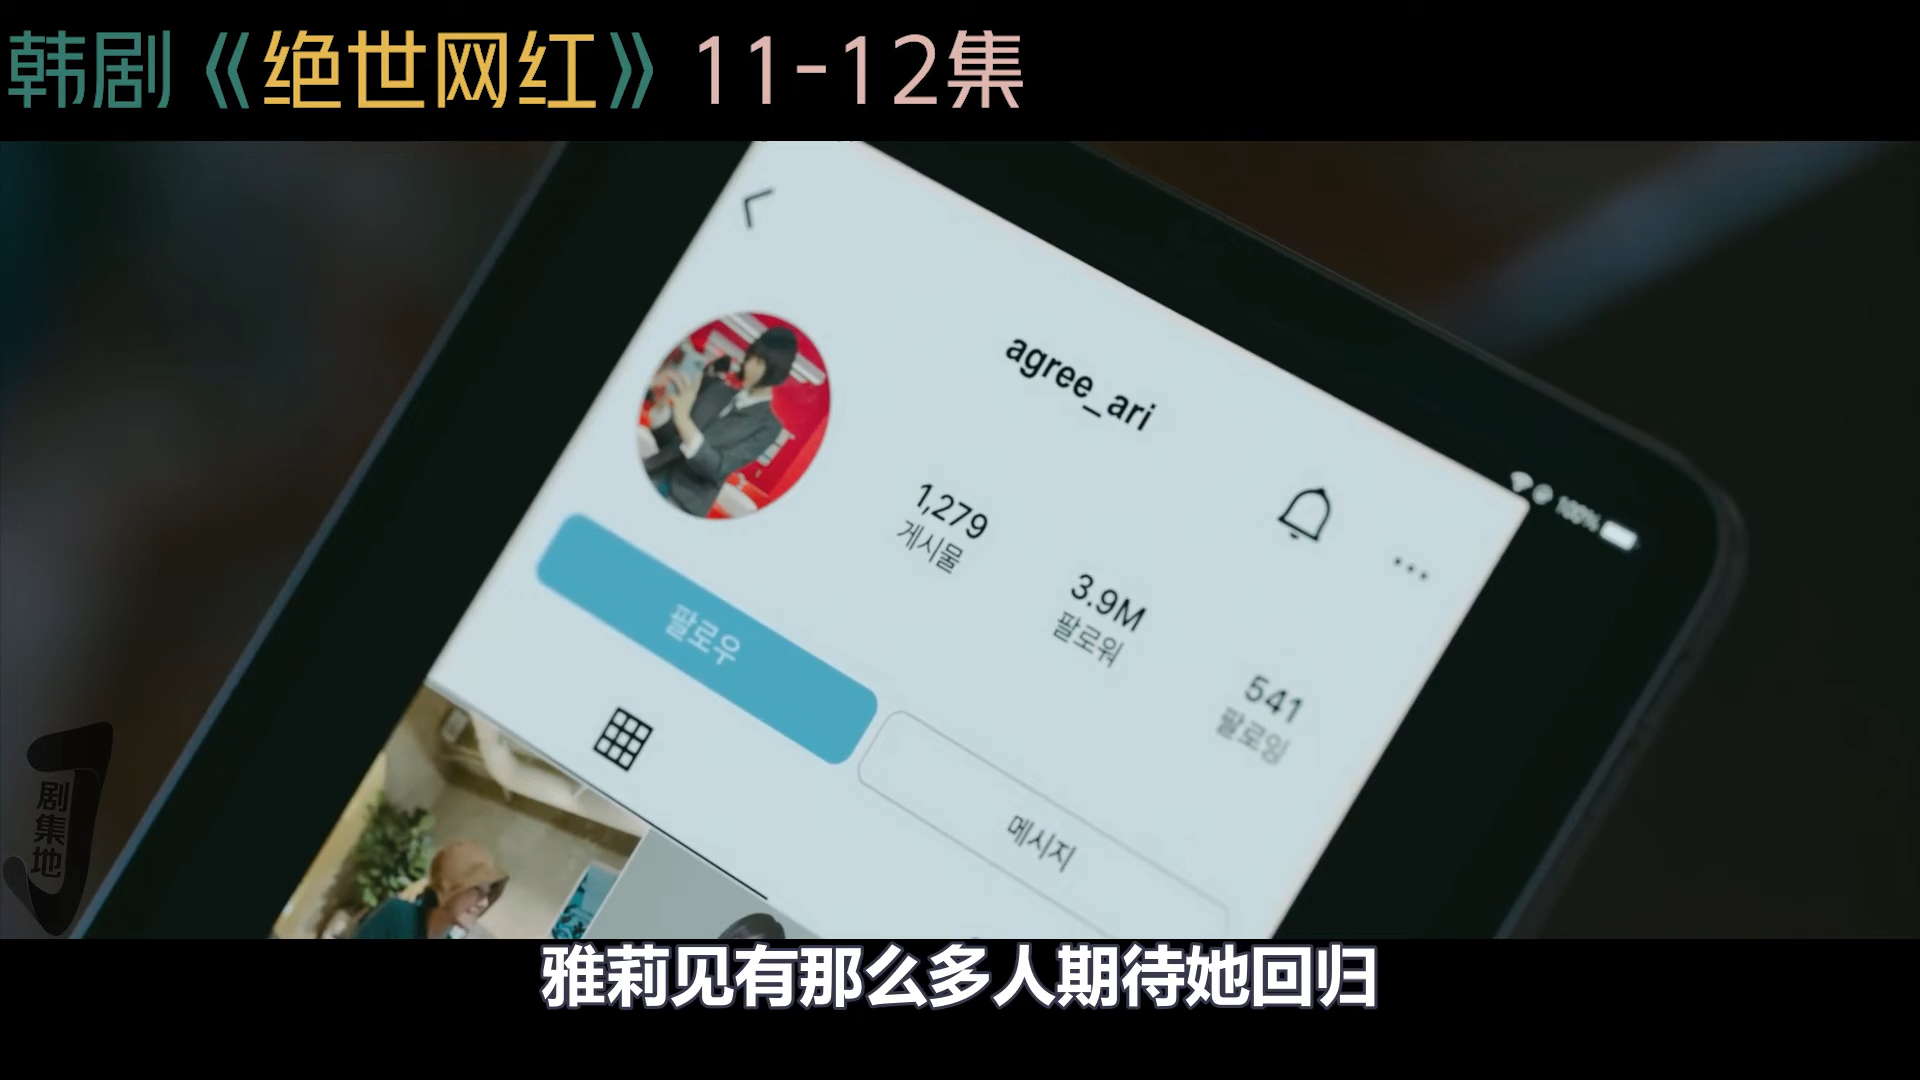 韩剧《绝世网红》11-12集
agree_ari
100%
1,279
게시물
3.9M
팔로워
541
팔로잉
팔로우
메시지
剧集地
雅莉见有那么多人期待她回归